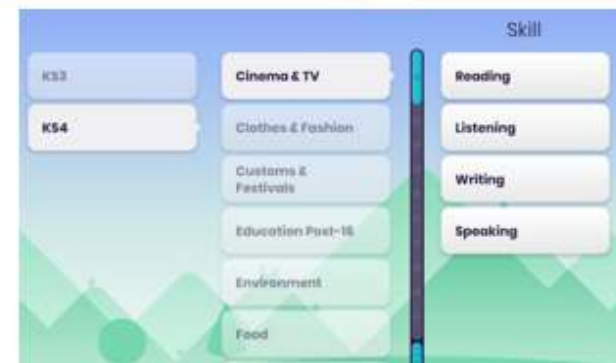 Skill
KS3
KS4
Cinema & TV
Clothes & Fashion
Customs &
Festivals
Education Post-16
Environment
Food
Reading
Listening
Writing
Speaking